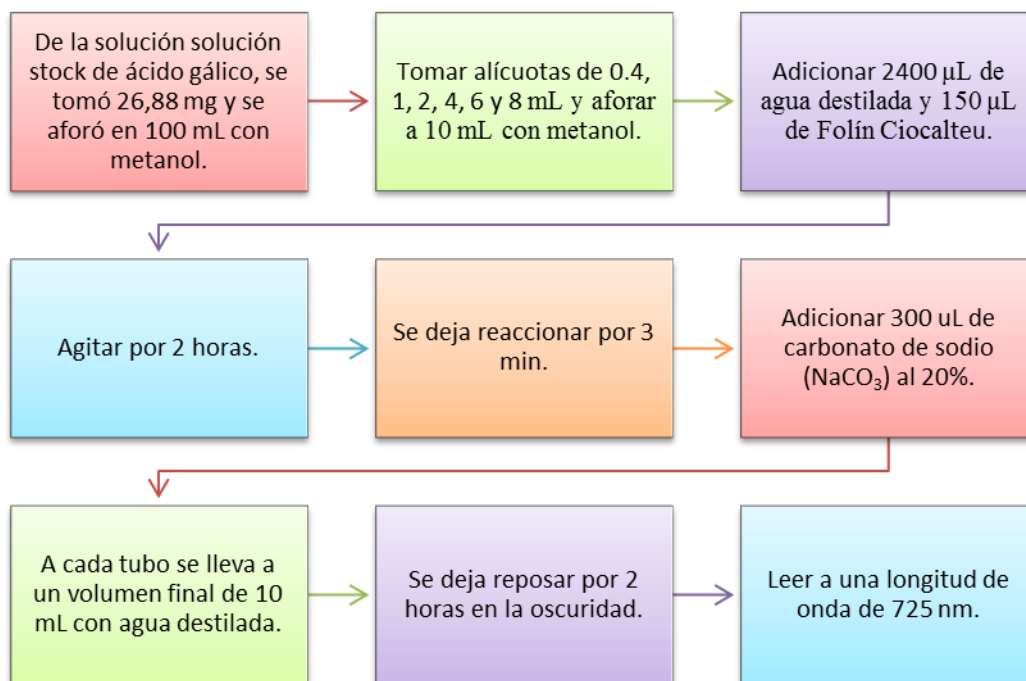 De la solución solución
stock de ácido gálico, se
tomó 26,88 mg y se
aforó en 100 mL con
metanol.
Tomar alícuotas de 0.4,
1, 2, 4, 6 y 8 mL y aforar
a 10 mL con metanol.
Adicionar 2400 µL de
agua destilada y 150 µL
de Folín Ciocalteu.
Agitar por 2 horas.
Se deja reaccionar por 3
min.
Adicionar 300 uL de
carbonato de sodio
(NaCO₃) al 20%.
A cada tubo se lleva a
un volumen final de 10
mL con agua destilada.
Se deja reposar por 2
horas en la oscuridad.
Leer a una longitud de
onda de 725 nm.